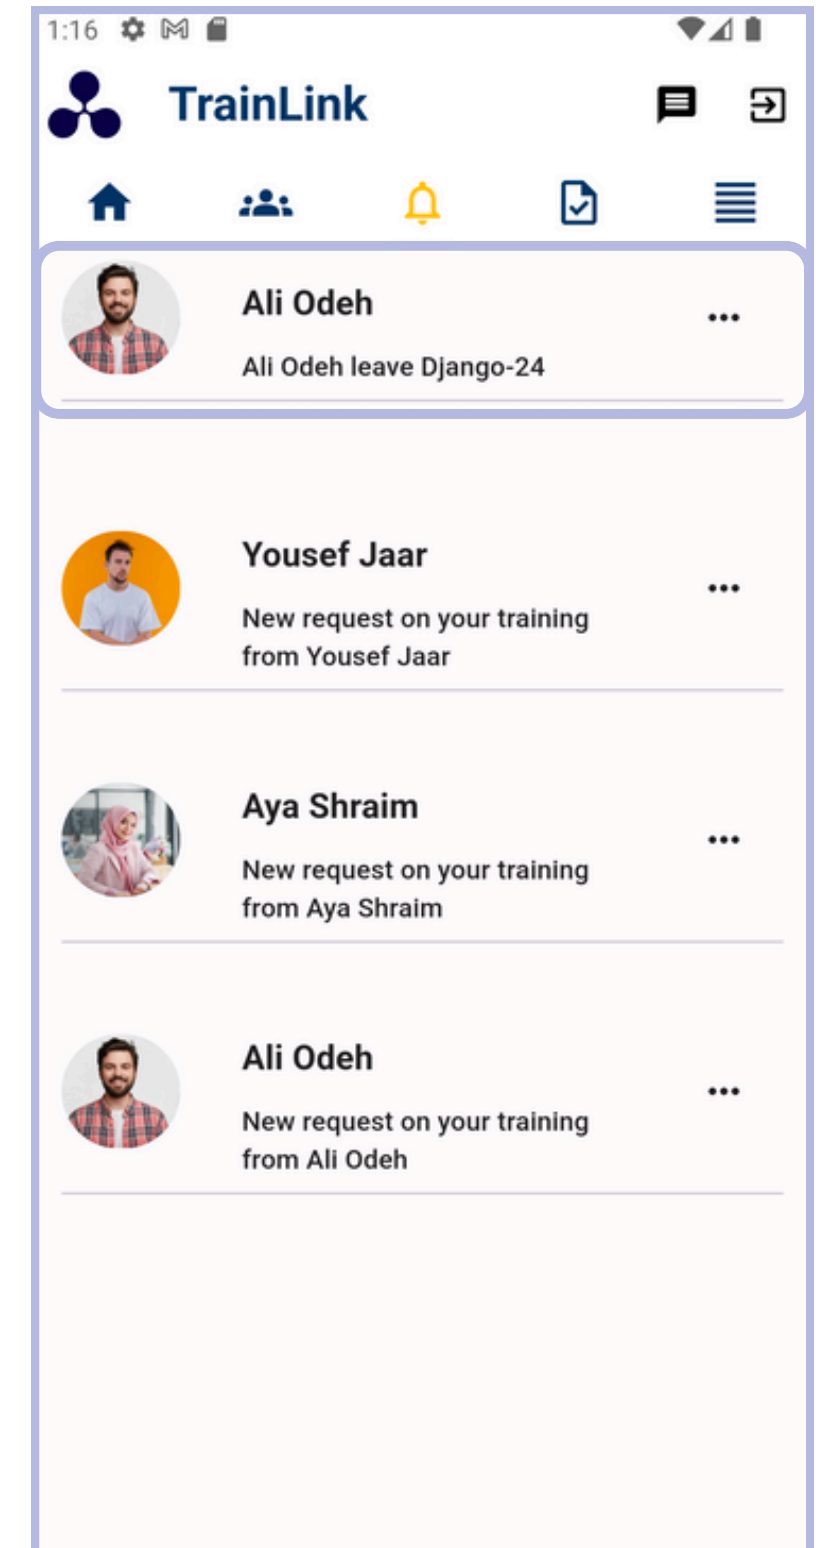 1:16
TrainLink
Ali Odeh
Ali Odeh leave Django-24
Yousef Jaar
New request on your training
from Yousef Jaar
Aya Shraim
New request on your training
from Aya Shraim
Ali Odeh
New request on your training
from Ali Odeh